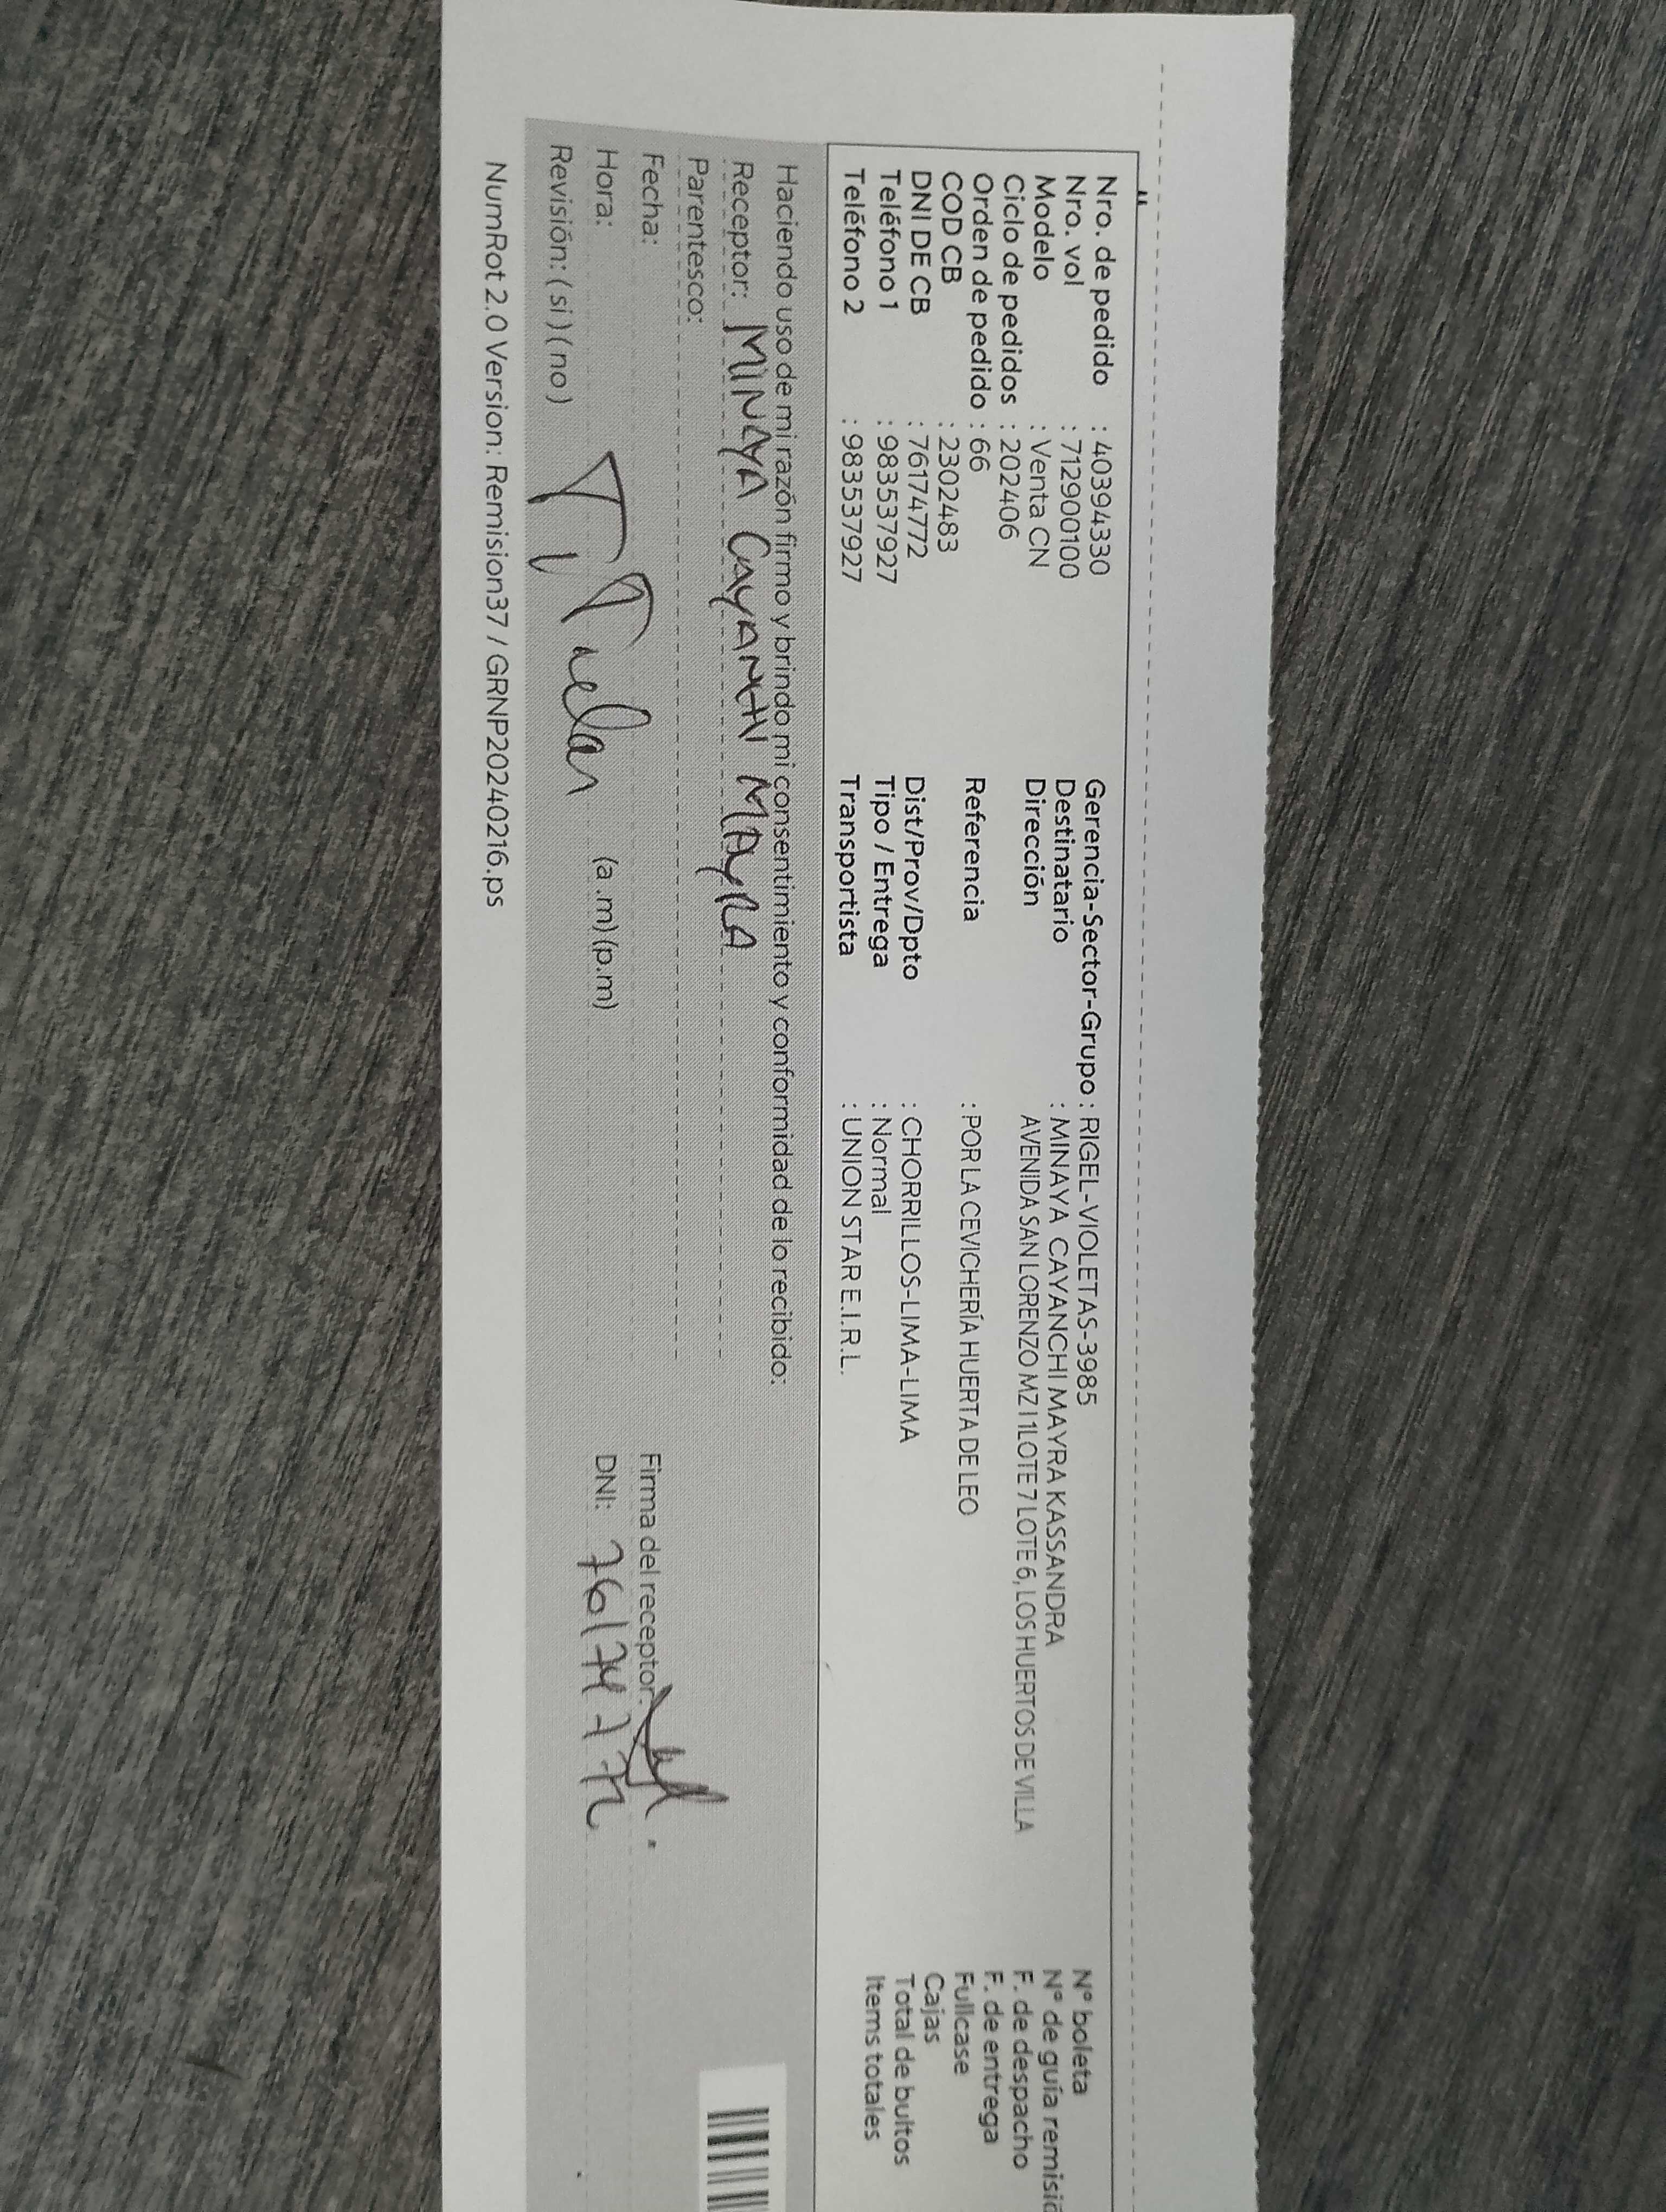 Nro. de pedido : 40394330
Nro. vol : 712900100
Modelo : Venta CN
Ciclo de pedidos : 202406
Orden de pedido : 66
COD CB : 2302483
DNI DE CB : 76174772
Teléfono 1 : 983537927
Teléfono 2 : 983537927
Gerencia-Sector-Grupo : RIGEL-VIOLETAS-3985
Destinatario : MINAYA CAYANCHI MAYRA KASSANDRA
Dirección AVENIDA SAN LORENZO MZ I 1LOTE 7 LOTE 6, LOS HUERTOS DE VILLA
Referencia : POR LA CEVICHERÍA HUERTA DE LEO
Dist/Prov/Dpto : CHORRILLOS-LIMA-LIMA
Tipo / Entrega : Normal
Transportista : UNION STAR E.I.R.L.
N° boleta
N° de guía remisió
F. de despacho
F. de entrega
Fullcase
Cajas
Total de bultos
Items totales
Haciendo uso de mi razón firmo y brindo mi consentimiento y conformidad de lo recibido:
Receptor: MINAYA CAYANCHI MAYRA
Parentesco:
Fecha:
Hora: (a.m) (p.m)
Revisión: ( si ) ( no )
Firma del receptor:
DNI: 76174772
NumRot 2.0 Version: Remision37 / GRNP20240216.ps